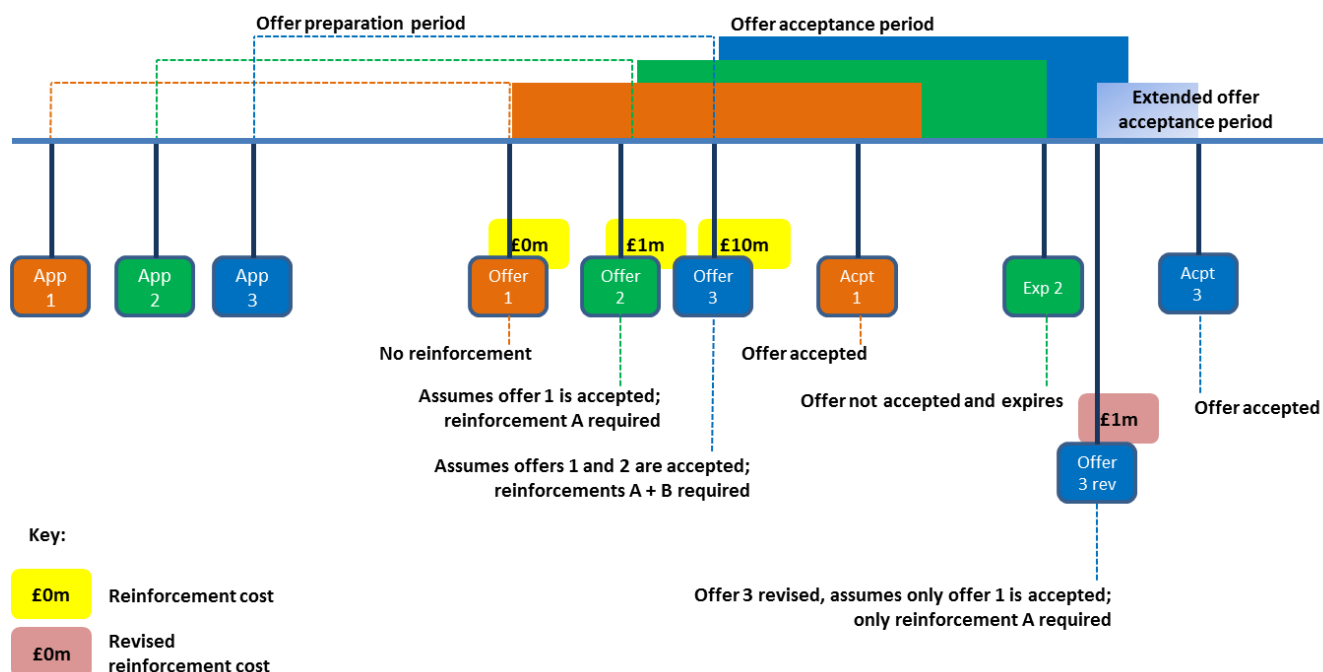 Offer preparation period
Offer acceptance period
Extended offer
acceptance period
£0m
£1m
£10m
App
1
App
2
App
3
Offer
1
Offer
2
Offer
3
Acpt
1
Exp 2
Acpt
3
No reinforcement
Offer accepted
Assumes offer 1 is accepted;
reinforcement A required
Offer not accepted and expires
Offer accepted
£1m
Offer
3 rev
Assumes offers 1 and 2 are accepted;
reinforcements A + B required
Key:
£0m
Reinforcement cost
Offer 3 revised, assumes only offer 1 is accepted;
only reinforcement A required
£0m
Revised
reinforcement cost